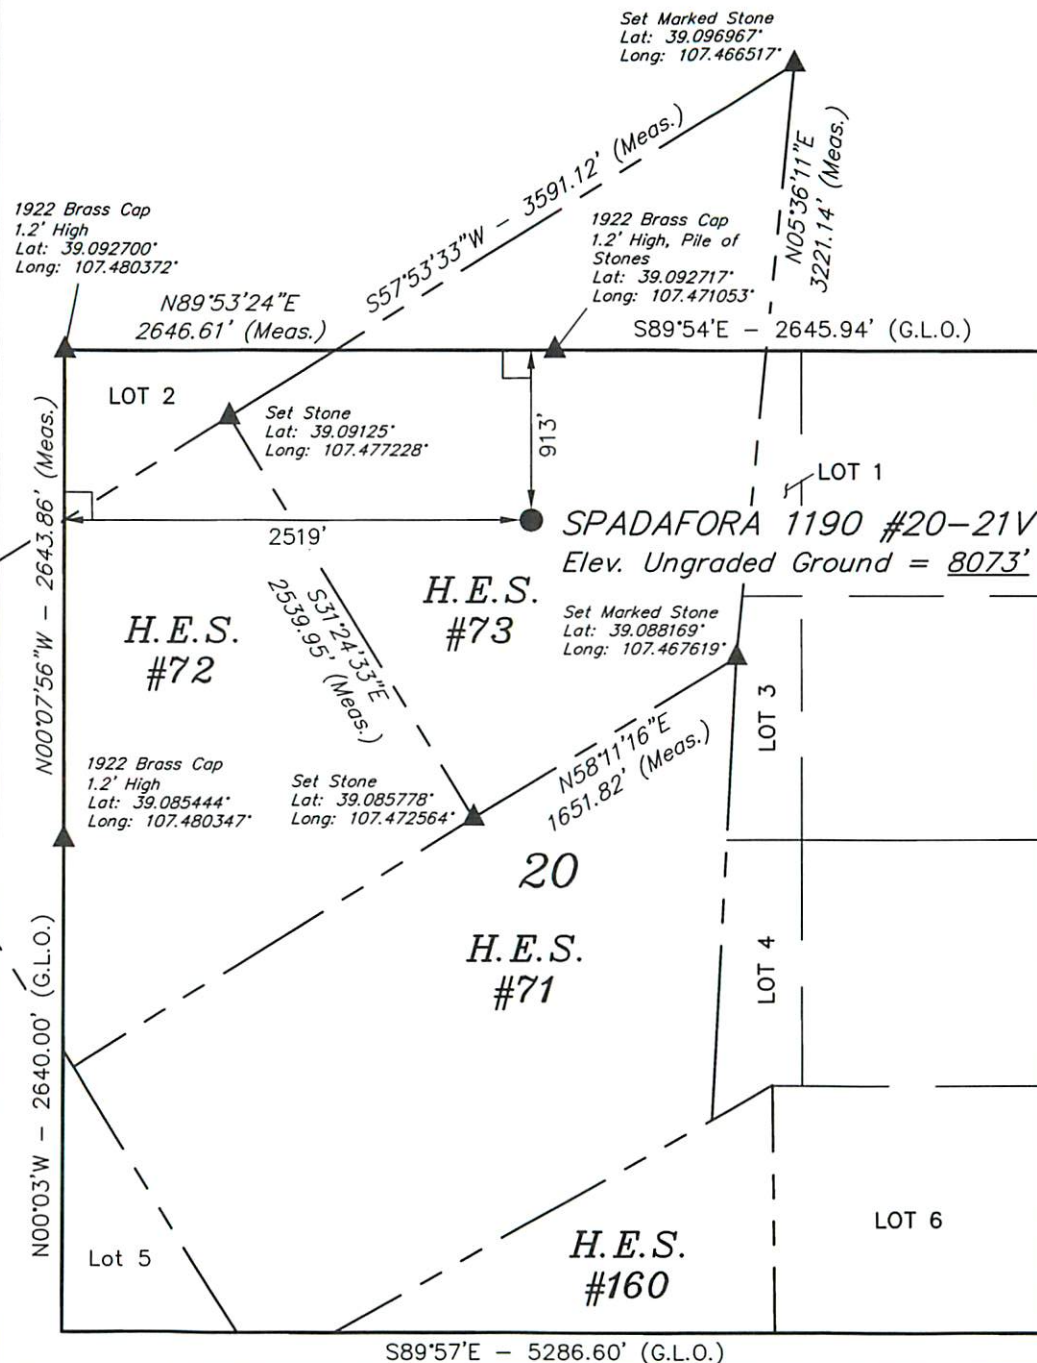 Set Marked Stone
Lat: 39.096967°
Long: 107.466517°
S57°53'33"W – 3591.12' (Meas.)
N05°36'11"E
3221.14' (Meas.)
1922 Brass Cap
1.2' High
Lat: 39.092700°
Long: 107.480372°
1922 Brass Cap
1.2' High, Pile of
Stones
Lat: 39.092717°
Long: 107.471053°
N89°53'24"E
2646.61' (Meas.)
S89°54'E – 2645.94' (G.L.O.)
LOT 2
Set Stone
Lat: 39.09125°
Long: 107.477228°
913'
N00°07'56"W – 2643.86' (Meas.)
LOT 1
2519'
SPADAFORA 1190 #20-21V
Elev. Ungraded Ground = 8073'
S31°24'33"E
2539.95' (Meas.)
H.E.S.
#73
H.E.S.
#72
Set Marked Stone
Lat: 39.088169°
Long: 107.467619°
LOT 3
N58°11'16"E
1651.82' (Meas.)
1922 Brass Cap
1.2' High
Lat: 39.085444°
Long: 107.480347°
Set Stone
Lat: 39.085778°
Long: 107.472564°
20
H.E.S.
#71
LOT 4
N00°03'W – 2640.00' (G.L.O.)
Lot 5
H.E.S.
#160
LOT 6
S89°57'E – 5286.60' (G.L.O.)